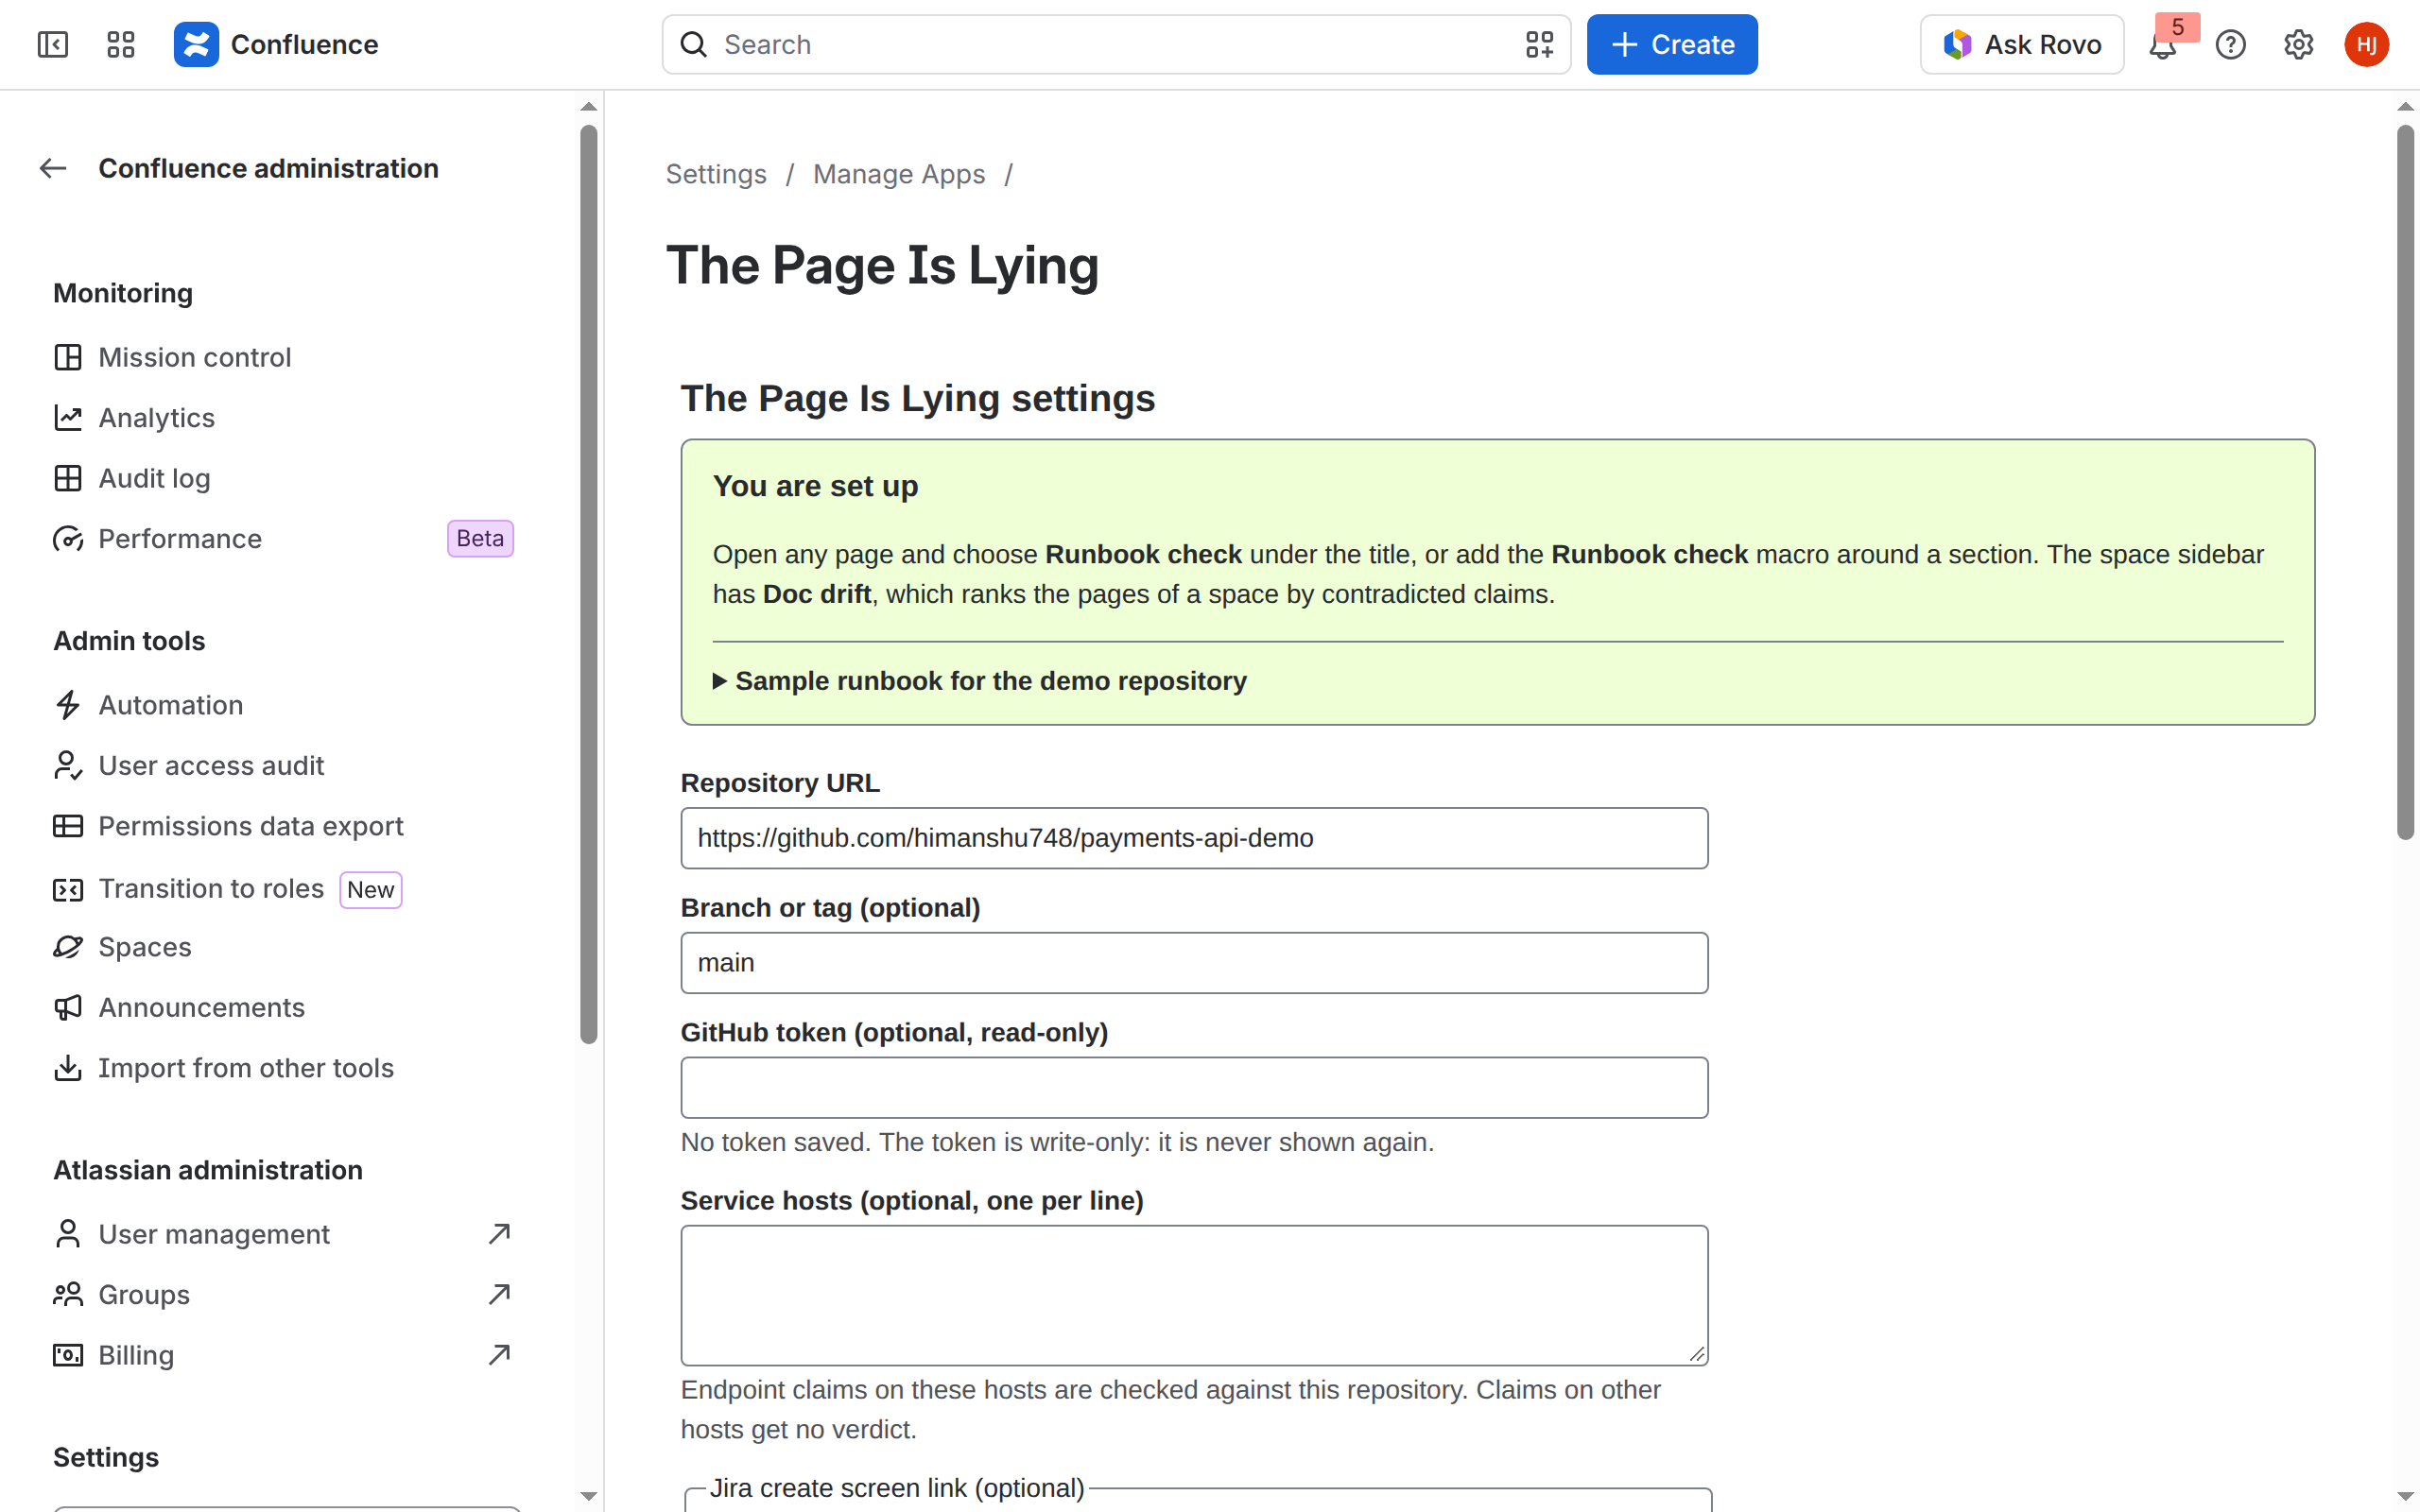 Confluence
Search
Create
Ask Rovo
5
HJ
Confluence administration
Monitoring
Mission control
Analytics
Audit log
Performance
Beta
Admin tools
Automation
User access audit
Permissions data export
Transition to roles
New
Spaces
Announcements
Import from other tools
Atlassian administration
User management
Groups
Billing
Settings
Settings / Manage Apps /
The Page Is Lying
The Page Is Lying settings
You are set up
Open any page and choose Runbook check under the title, or add the Runbook check macro around a section. The space sidebar
has Doc drift, which ranks the pages of a space by contradicted claims.
Sample runbook for the demo repository
Repository URL
https://github.com/himanshu748/payments-api-demo
Branch or tag (optional)
main
GitHub token (optional, read-only)
No token saved. The token is write-only: it is never shown again.
Service hosts (optional, one per line)
Endpoint claims on these hosts are checked against this repository. Claims on other
hosts get no verdict.
Jira create screen link (optional)